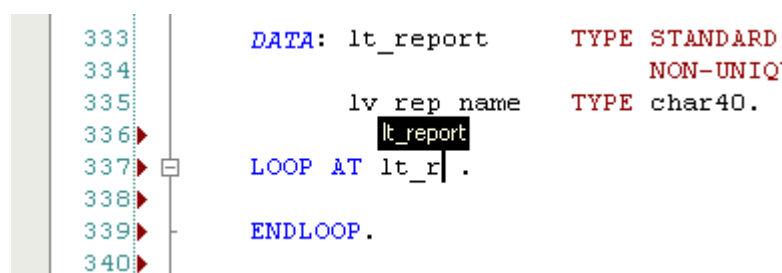 333 DATA: lt_report TYPE STANDARD
334 NON-UNIQ
335 lv_rep_name TYPE char40.
336 lt_report
337 LOOP AT lt_r .
338
339 ENDLOOP.
340